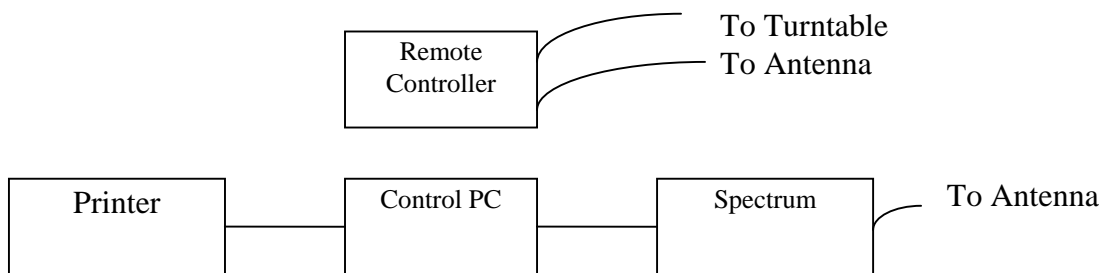 Remote
Controller
To Turntable
To Antenna
Printer
Control PC
Spectrum
To Antenna